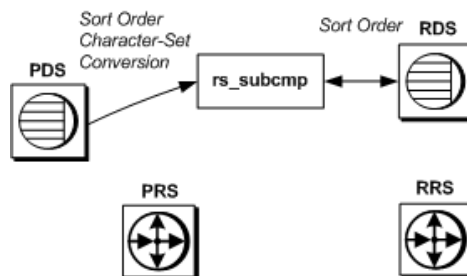 Sort Order
Character-Set
Conversion
Sort Order
RDS
PDS
rs_subcmp
PRS
RRS